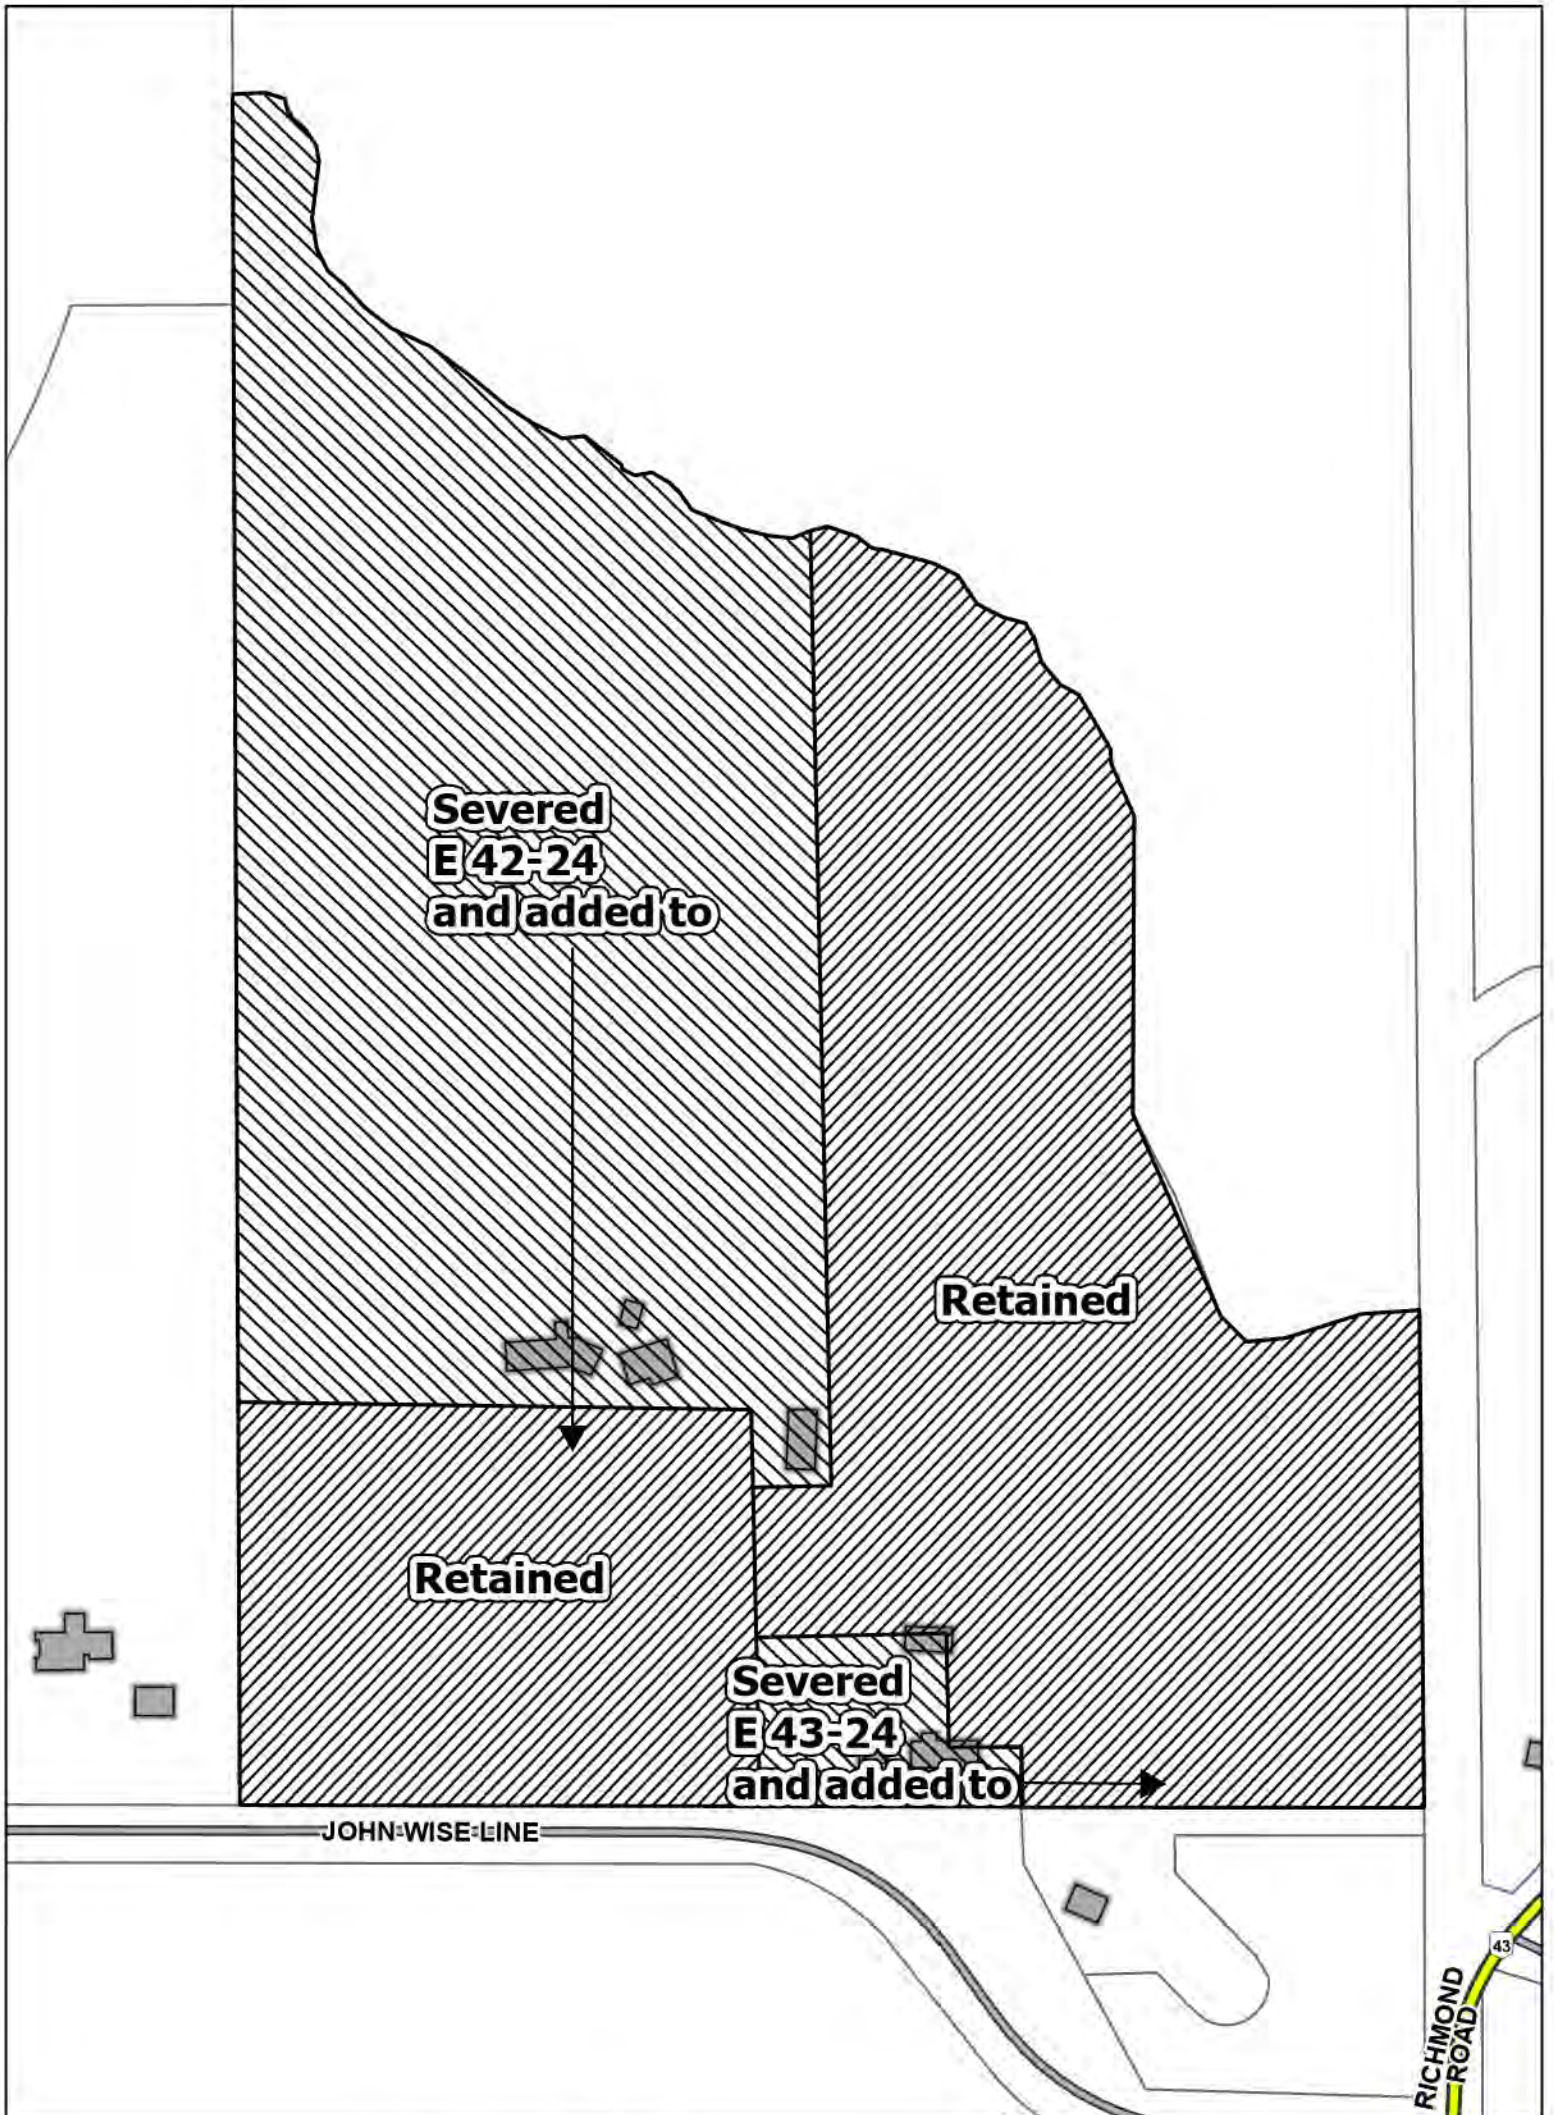 Severed
E 42-24
and added to
Retained
Retained
Severed
E 43-24
and added to
JOHN WISE LINE
43
RICHMOND
ROAD